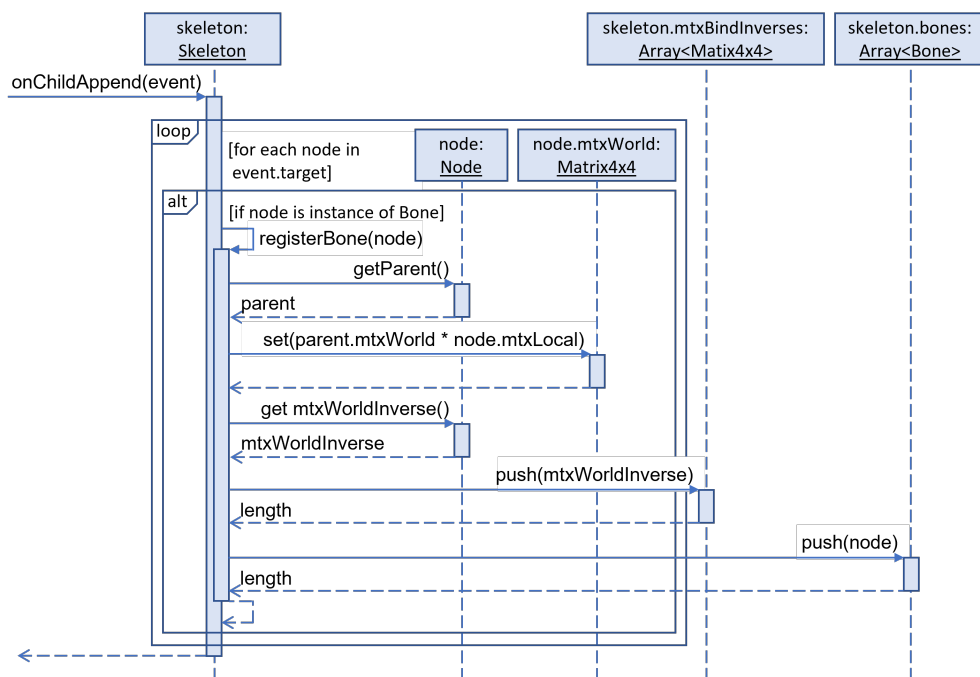 skeleton:
Skeleton
skeleton.mtxBindInverses:
Array<Matix4x4>
skeleton.bones:
Array<Bone>
onChildAppend(event)
loop
[for each node in
event.target]
node:
Node
node.mtxWorld:
Matrix4x4
alt
[if node is instance of Bone]
registerBone(node)
getParent()
parent
set(parent.mtxWorld * node.mtxLocal)
get mtxWorldInverse()
mtxWorldInverse
push(mtxWorldInverse)
length
push(node)
length